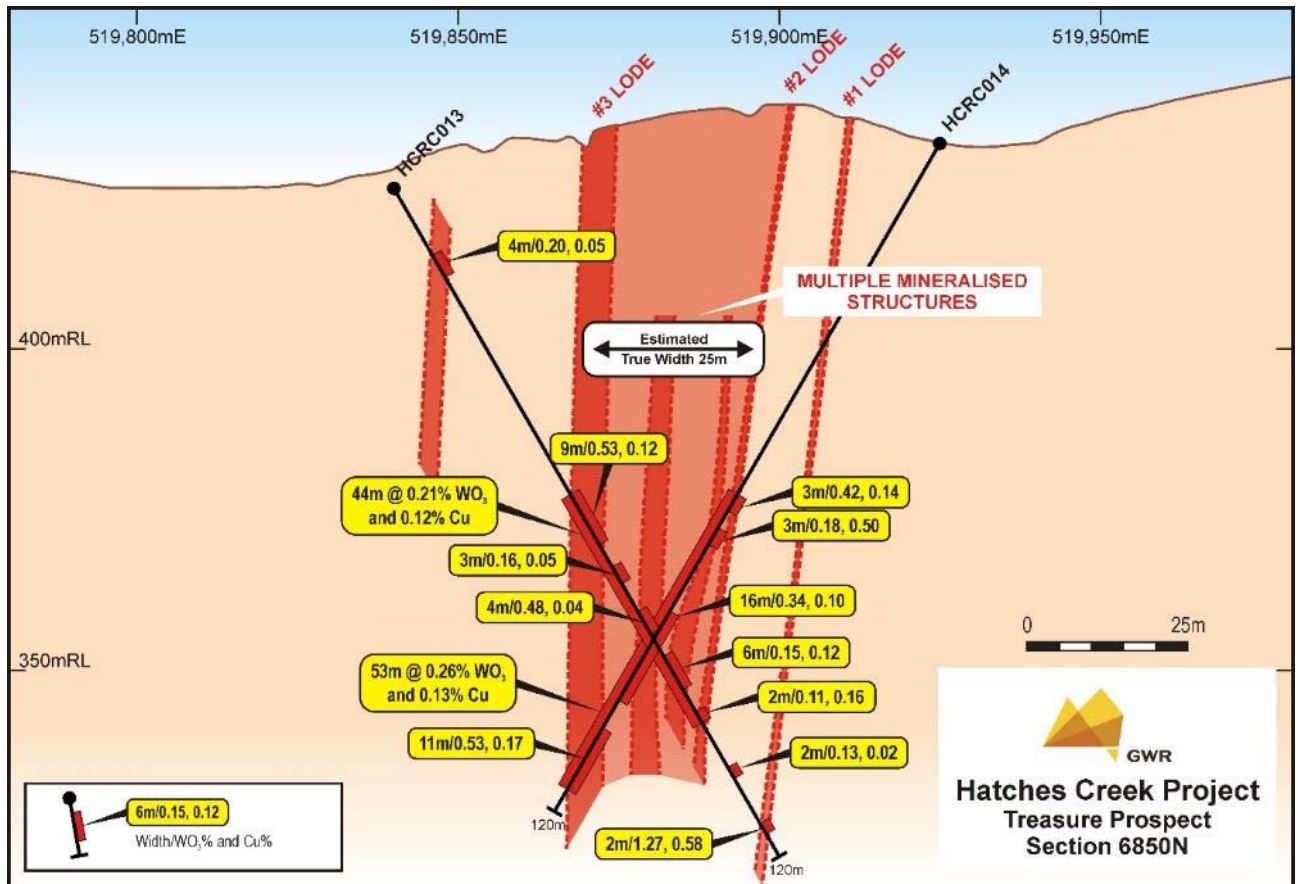 519,800mE
519,850mE
519,900mE
519,950mE
#3 LODE
#2 LODE
#1 LODE
HCRC014
HCRC013
4m/0.20, 0.05
MULTIPLE MINERALISED
STRUCTURES
400mRL
Estimated
True Width 25m
9m/0.53, 0.12
44m @ 0.21% WO₃
and 0.12% Cu
3m/0.42, 0.14
3m/0.18, 0.50
3m/0.16, 0.05
4m/0.48, 0.04
16m/0.34, 0.10
0
25m
350mRL
53m @ 0.26% WO₃
and 0.13% Cu
6m/0.15, 0.12
2m/0.11, 0.16
11m/0.53, 0.17
2m/0.13, 0.02
GWR
Hatches Creek Project
Treasure Prospect
Section 6850N
120m
2m/1.27, 0.58
120m
6m/0.15, 0.12
Width/WO₃% and Cu%